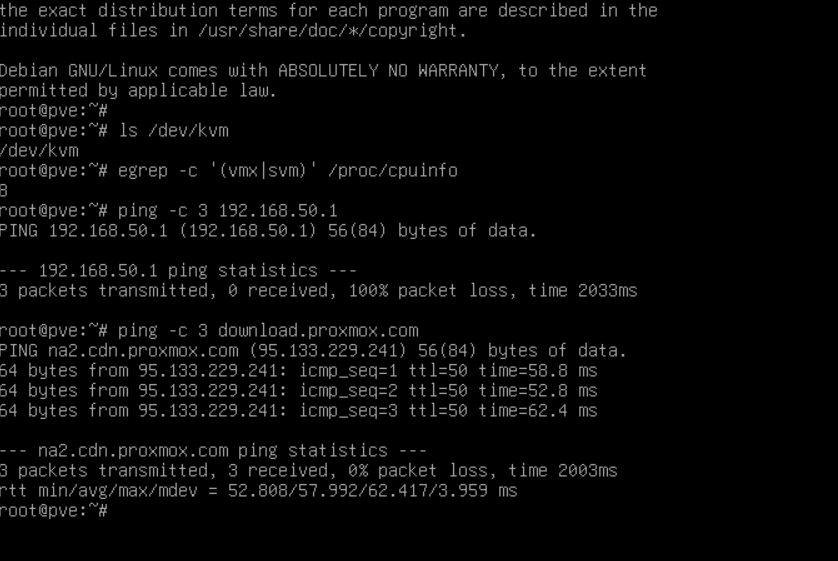 the exact distribution terms for each program are described in the
individual files in /usr/share/doc/*/copyright.
Debian GNU/Linux comes with ABSOLUTELY NO WARRANTY, to the extent
permitted by applicable law.
root@pve:~#
root@pve:~# ls /dev/kvm
/dev/kvm
root@pve:~# egrep -c '(vmx|svm)' /proc/cpuinfo
8
root@pve:~# ping -c 3 192.168.50.1
PING 192.168.50.1 (192.168.50.1) 56(84) bytes of data.
--- 192.168.50.1 ping statistics ---
3 packets transmitted, 0 received, 100% packet loss, time 2033ms
root@pve:~# ping -c 3 download.proxmox.com
PING na2.cdn.proxmox.com (95.133.229.241) 56(84) bytes of data.
64 bytes from 95.133.229.241: icmp_seq=1 ttl=50 time=58.8 ms
64 bytes from 95.133.229.241: icmp_seq=2 ttl=50 time=52.8 ms
64 bytes from 95.133.229.241: icmp_seq=3 ttl=50 time=62.4 ms
--- na2.cdn.proxmox.com ping statistics ---
3 packets transmitted, 3 received, 0% packet loss, time 2003ms
rtt min/avg/max/mdev = 52.808/57.992/62.417/3.959 ms
root@pve:~#